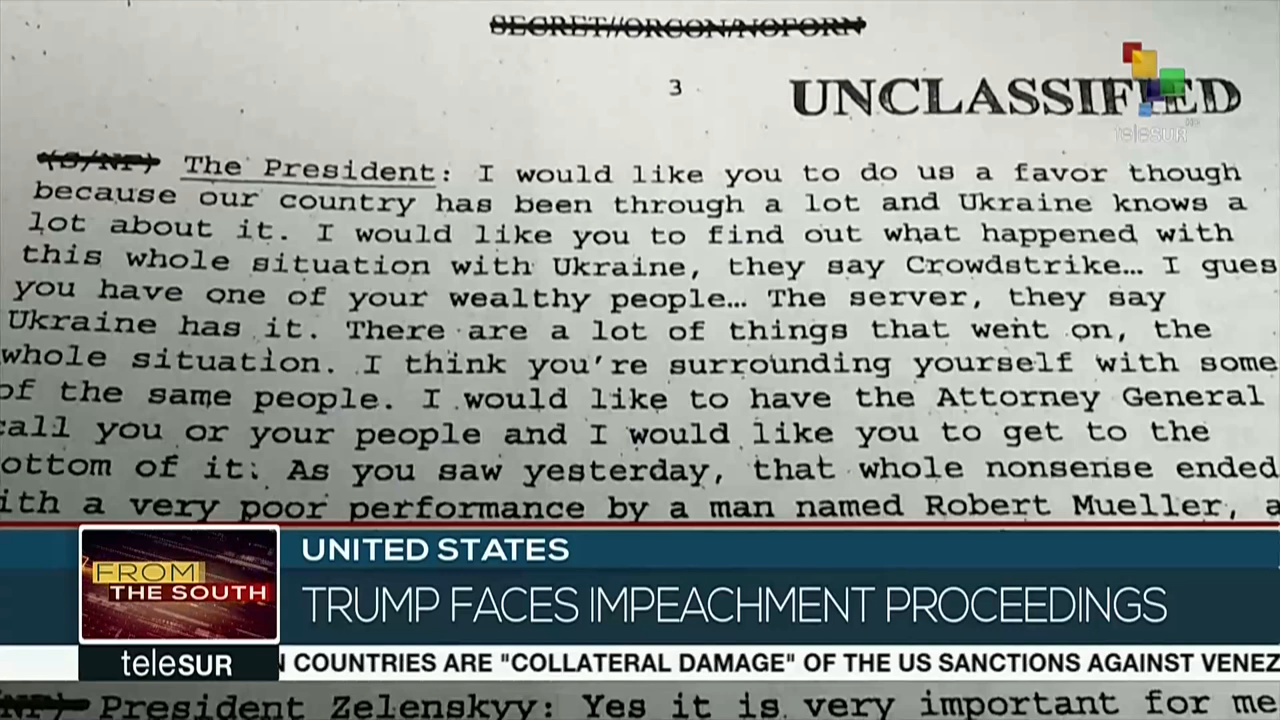 SECRET//ORCON/NOFORN
3
UNCLASSIFIED
teleSUR HD
(S/NF) The President: I would like you to do us a favor though
because our country has been through a lot and Ukraine knows a
lot about it. I would like you to find out what happened with
this whole situation with Ukraine, they say Crowdstrike… I gues
you have one of your wealthy people… The server, they say
Ukraine has it. There are a lot of things that went on, the
whole situation. I think you're surrounding yourself with some
of the same people. I would like to have the Attorney General
call you or your people and I would like you to get to the
ottom of it. As you saw yesterday, that whole nonsense ended
ith a very poor performance by a man named Robert Mueller, a
FROM
THE SOUTH
UNITED STATES
TRUMP FACES IMPEACHMENT PROCEEDINGS
teleSUR
N COUNTRIES ARE "COLLATERAL DAMAGE" OF THE US SANCTIONS AGAINST VENEZ
NF) President Zelenskyy: Yes it is very important for me